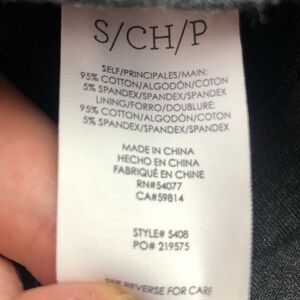 S/CH/P
SELF/PRINCIPALES/MAIN:
95% COTTON/ALGODÓN/COTON
5% SPANDEX/SPANDEX/SPANDEX
LINING/FORRO/DOUBLURE:
95% COTTON/ALGODÓN/COTON
5% SPANDEX/SPANDEX/SPANDEX
MADE IN CHINA
HECHO EN CHINA
FABRIQUÉ EN CHINE
RN#54077
CA#59814
STYLE# 5408
PO# 219575
SEE REVERSE FOR CARE